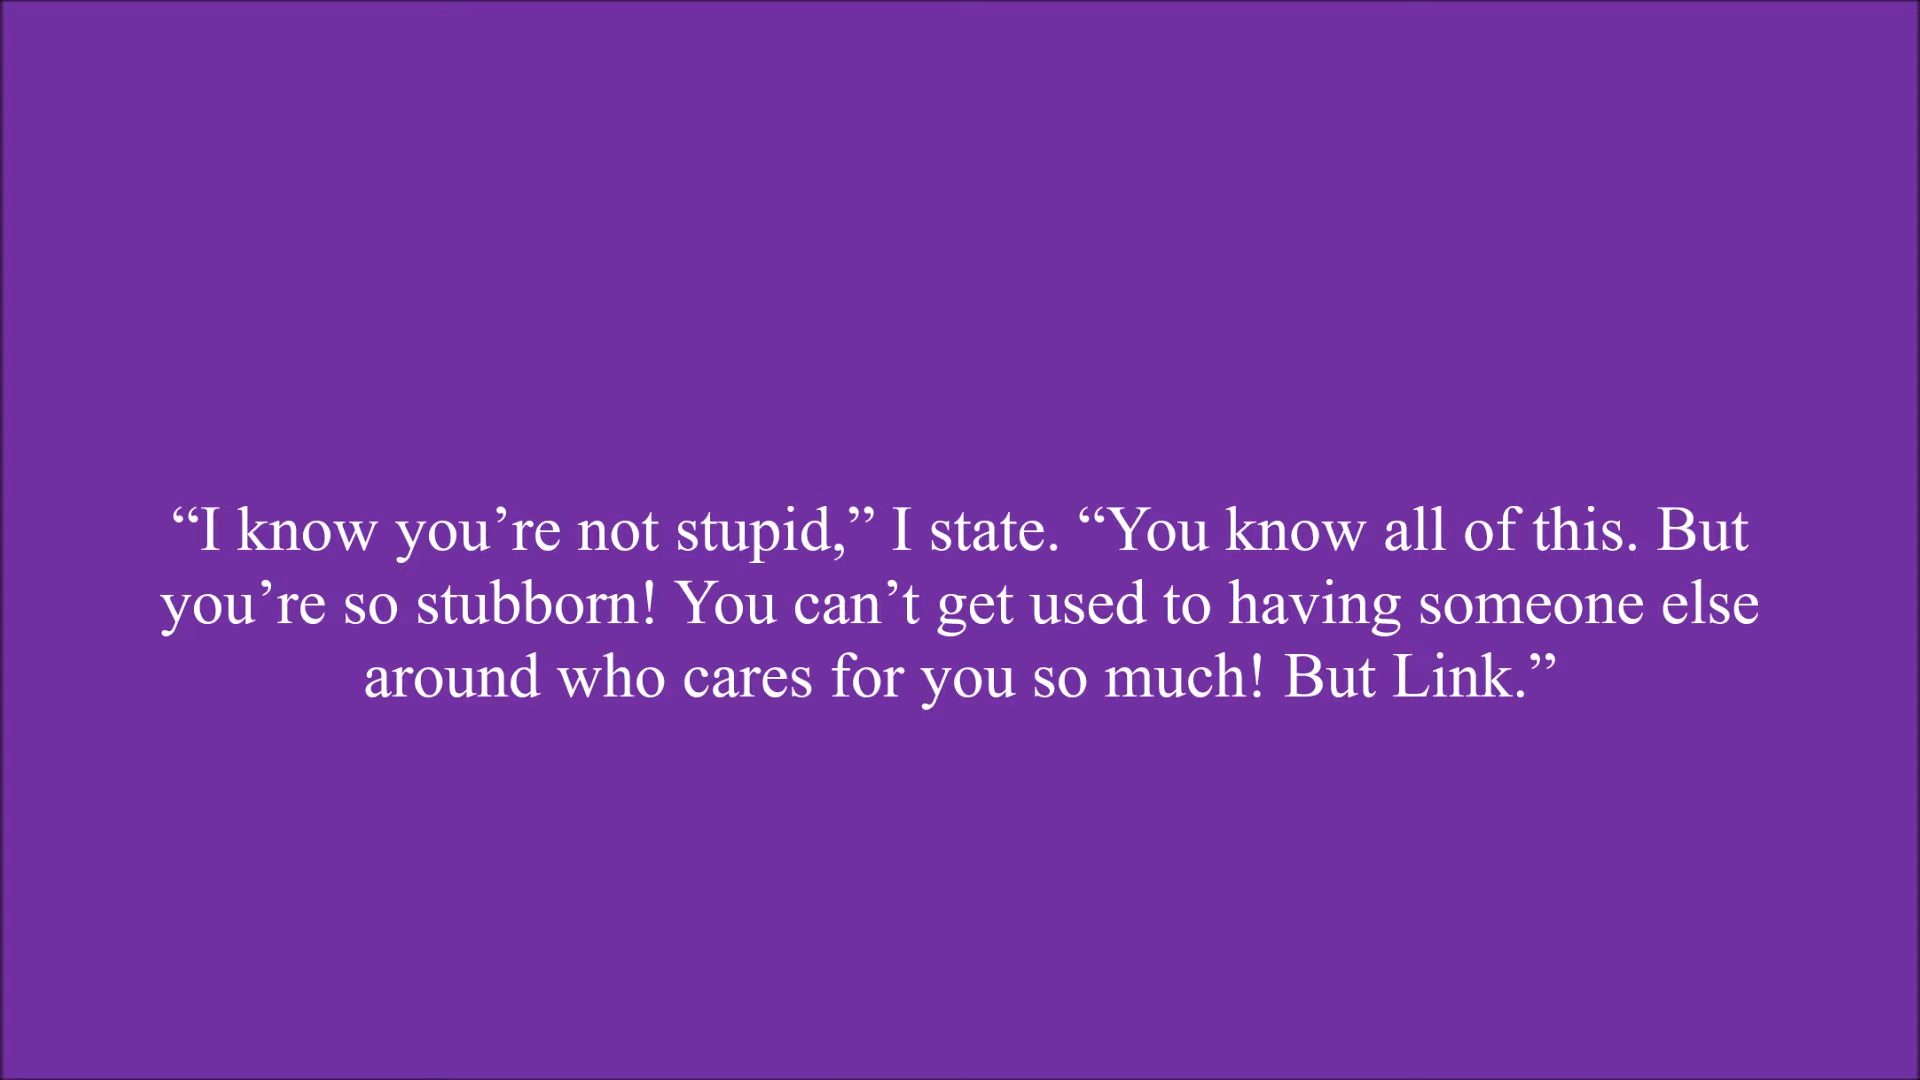 “I know you’re not stupid,” I state. “You know all of this. But
you’re so stubborn! You can’t get used to having someone else
around who cares for you so much! But Link.”